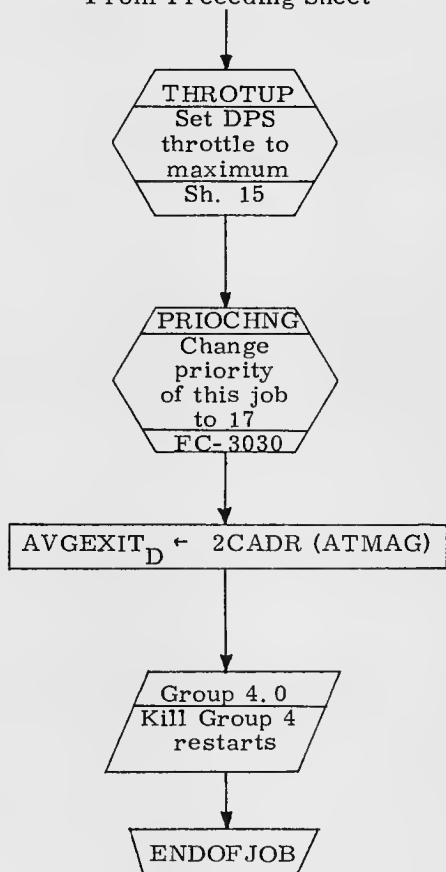 From Preceeding Sheet
THROTUP
Set DPS
throttle to
maximum
Sh. 15
PRIOCHNG
Change
priority
of this job
to 17
FC-3030
AVGEXIT_D ← 2CADR (ATMAG)
Group 4.0
Kill Group 4
restarts
ENDOFJOB